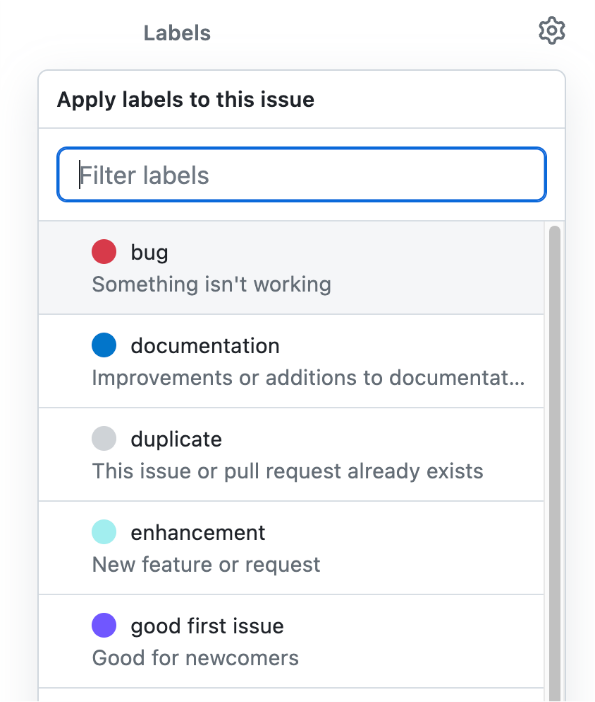 Labels
Apply labels to this issue
Filter labels
bug
Something isn't working
documentation
Improvements or additions to documentat...
duplicate
This issue or pull request already exists
enhancement
New feature or request
good first issue
Good for newcomers